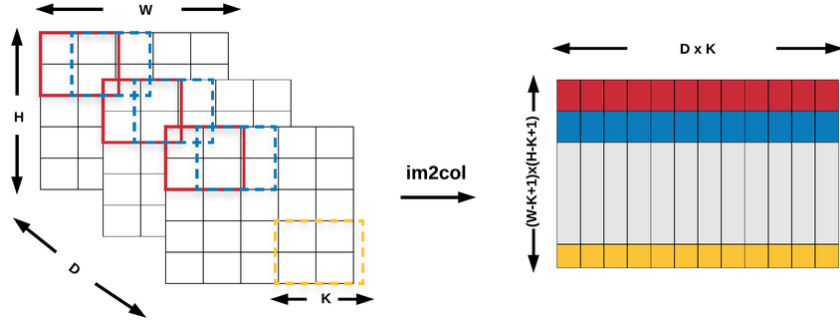 W
H
D
K
im2col
D x K
(W-K+1)x(H-K+1)